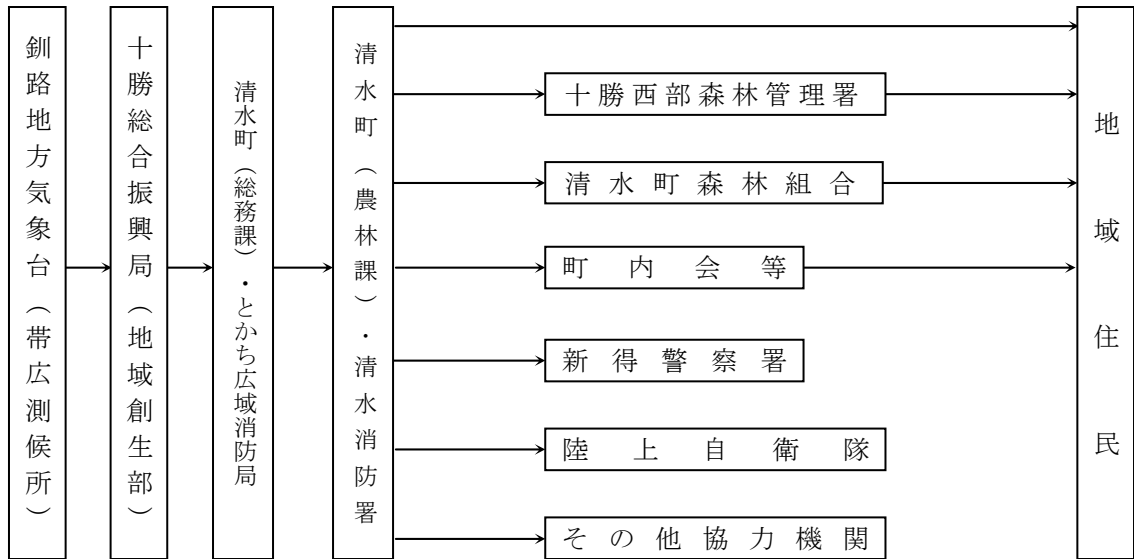 釧路地方気象台（帯広測候所）
十勝総合振興局（地域創生部）
清水町（総務課）・とかち広域消防局
清水町（農林課）・清水消防署
十勝西部森林管理署
清水町森林組合
町内会等
新得警察署
陸上自衛隊
その他協力機関
地域住民